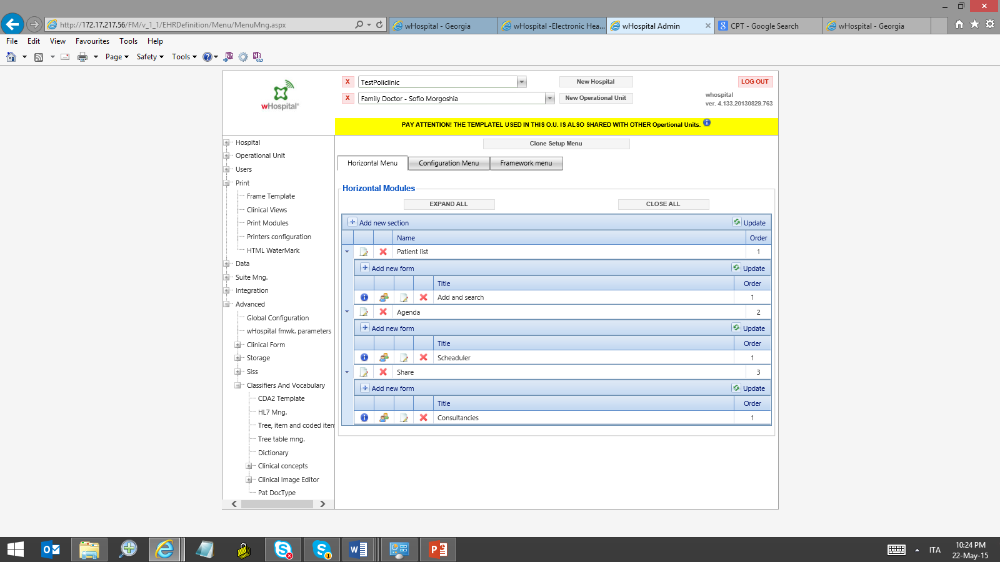 http://172.17.217.56/FM/v_1_1/EHRDefinition/Menu/MenuMng.aspx
wHospital - Georgia
wHospital -Electronic Hea...
wHospital Admin
CPT - Google Search
wHospital - Georgia
File Edit View Favourites Tools Help
Page Safety Tools
wHospital
X TestPoliclinic New Hospital LOG OUT
X Family Doctor - Sofio Morgoshia New Operational Unit
whospital
ver. 4.133.20130829.763
PAY ATTENTION! THE TEMPLATEL USED IN THIS O.U. IS ALSO SHARED WITH OTHER Opertional Units.
Hospital
Operational Unit
Users
Print
Frame Template
Clinical Views
Print Modules
Printers configuration
HTML WaterMark
Data
Suite Mng.
Integration
Advanced
Global Configuration
wHospital fmwk. parameters
Clinical Form
Storage
Siss
Classifiers And Vocabulary
CDA2 Template
HL7 Mng.
Tree, item and coded item
Tree table mng.
Dictionary
Clinical concepts
Clinical Image Editor
Pat DocType
Clone Setup Menu
Horizontal Menu Configuration Menu Framework menu
Horizontal Modules
EXPAND ALL CLOSE ALL
Add new section Update
Name Order
Patient list 1
Add new form Update
Title Order
Add and search 1
Agenda 2
Add new form Update
Title Order
Scheaduler 1
Share 3
Add new form Update
Title Order
Consultancies 1
ITA
10:24 PM
22-May-15